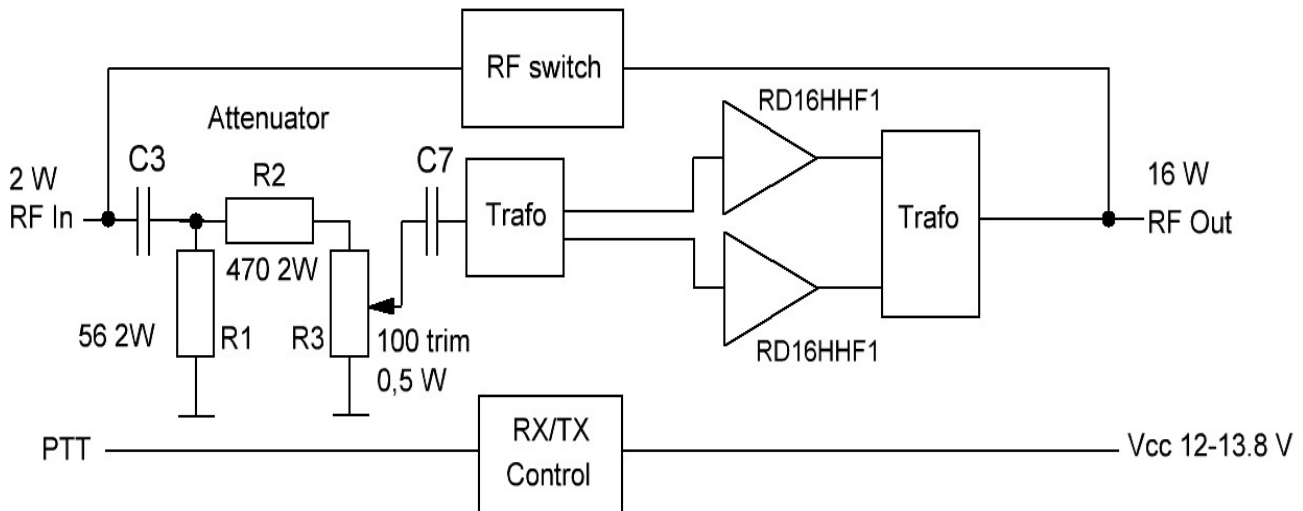 RF switch
RD16HHF1
Attenuator
C3
C7
R2
2 W
RF In
Trafo
Trafo
16 W
RF Out
470 2W
56 2W
R1
R3
100 trim
0,5 W
RD16HHF1
PTT
RX/TX
Control
Vcc 12-13.8 V